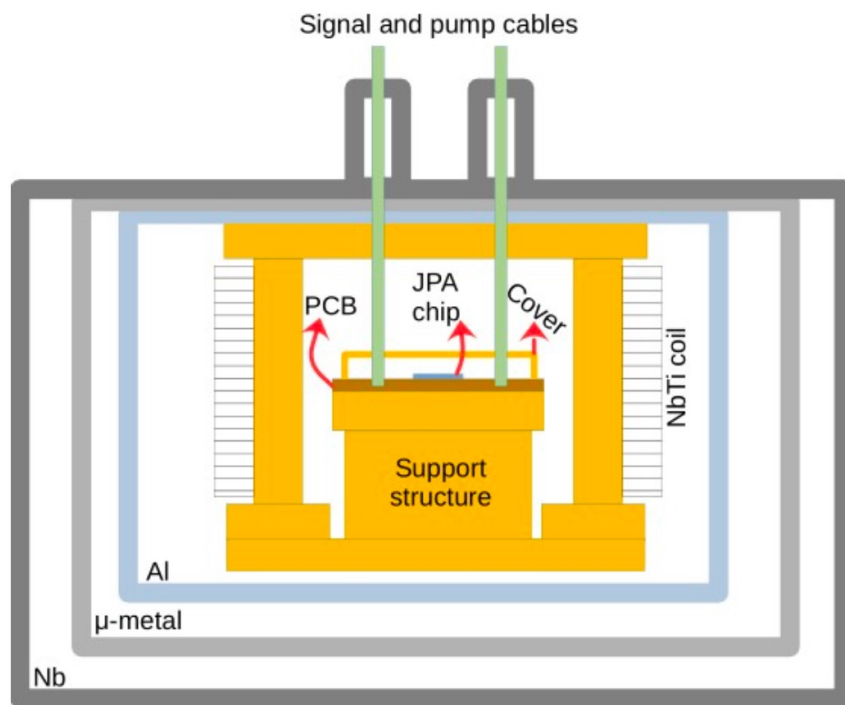 Signal and pump cables
PCB
JPA
chip
Cover
NbTi coil
Support
structure
Al
μ-metal
Nb